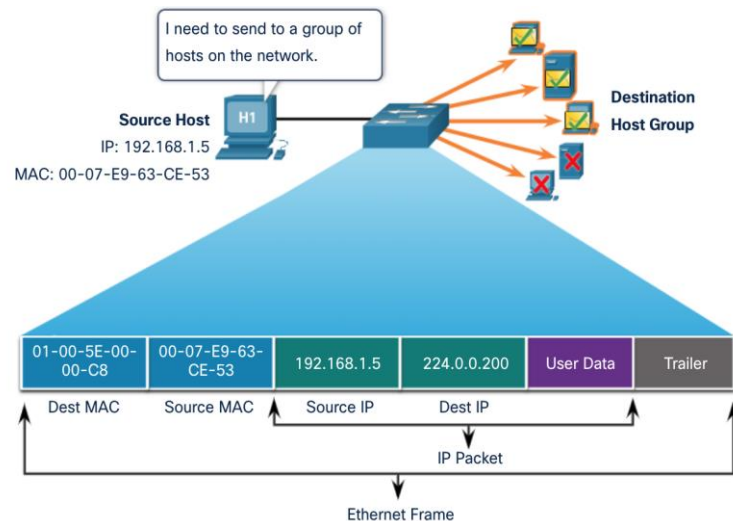 I need to send to a group of
hosts on the network.
Source Host
IP: 192.168.1.5
MAC: 00-07-E9-63-CE-53
H1
Destination
Host Group
01-00-5E-00-
00-C8
00-07-E9-63-
CE-53
192.168.1.5
224.0.0.200
User Data
Trailer
Dest MAC
Source MAC
Source IP
Dest IP
IP Packet
Ethernet Frame